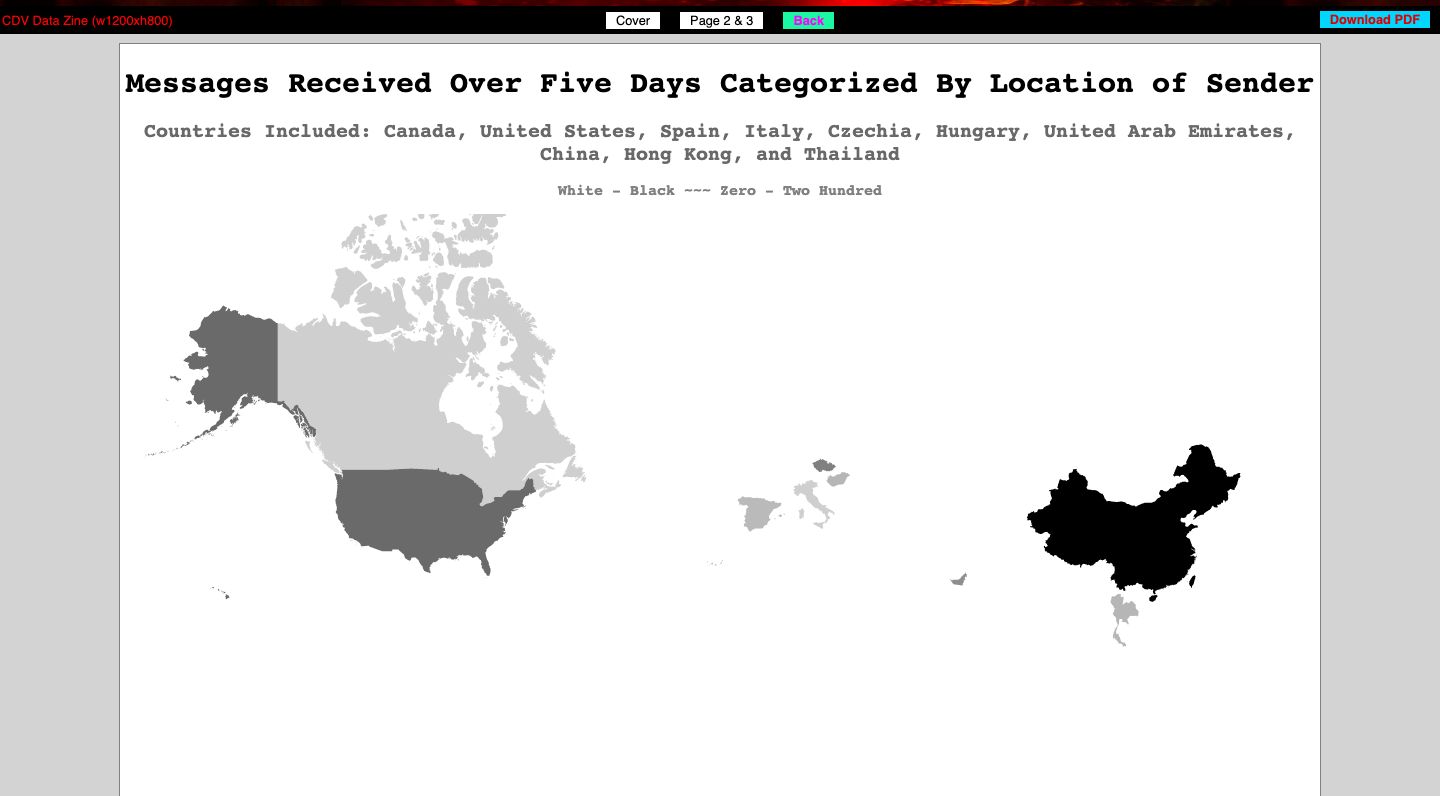 CDV Data Zine (w1200xh800)
Cover
Page 2 & 3
Back
Download PDF
Messages Received Over Five Days Categorized By Location of Sender
Countries Included: Canada, United States, Spain, Italy, Czechia, Hungary, United Arab Emirates,
China, Hong Kong, and Thailand
White - Black ~~~ Zero - Two Hundred